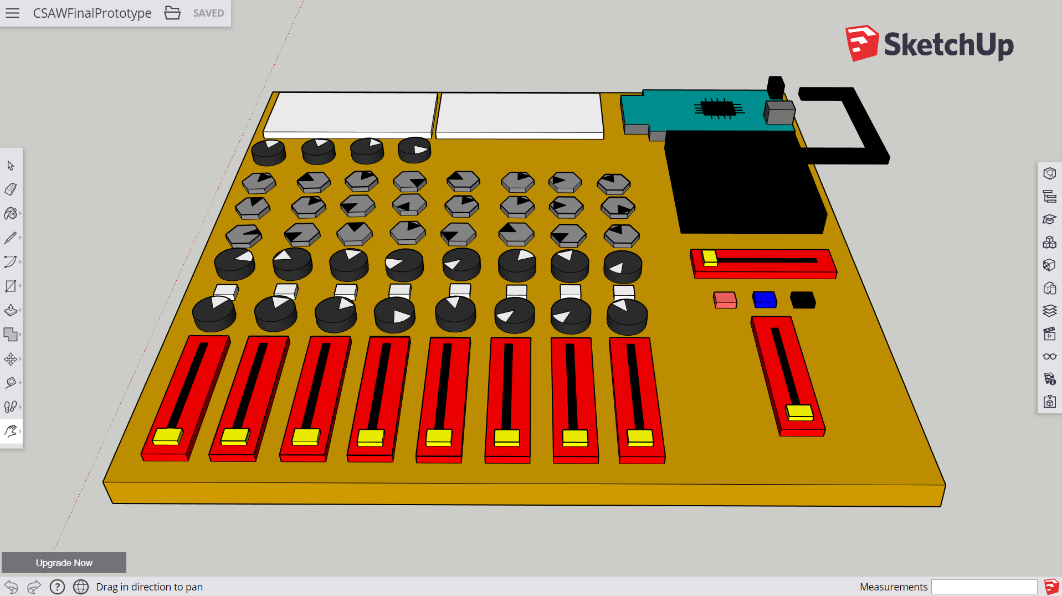 CSAWFinalPrototype
SAVED
SketchUp
Upgrade Now
Drag in direction to pan
Measurements